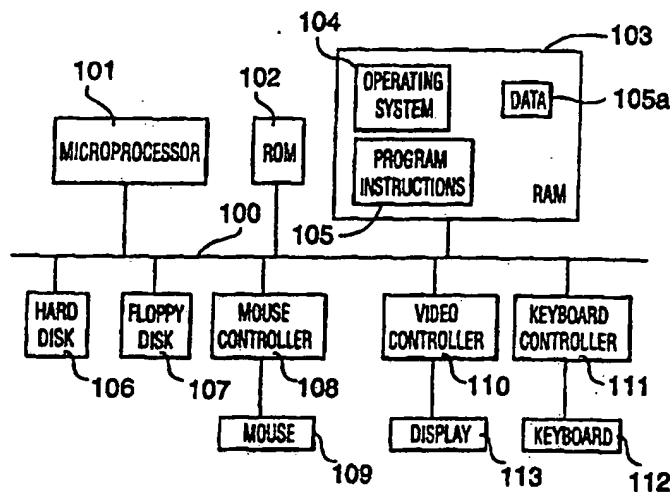 104
103
101
102
OPERATING
SYSTEM
DATA
105a
MICROPROCESSOR
ROM
PROGRAM
INSTRUCTIONS
RAM
100
105
HARD
DISK
FLOPPY
DISK
MOUSE
CONTROLLER
VIDEO
CONTROLLER
KEYBOARD
CONTROLLER
106
107
108
110
111
MOUSE
DISPLAY
KEYBOARD
109
113
112